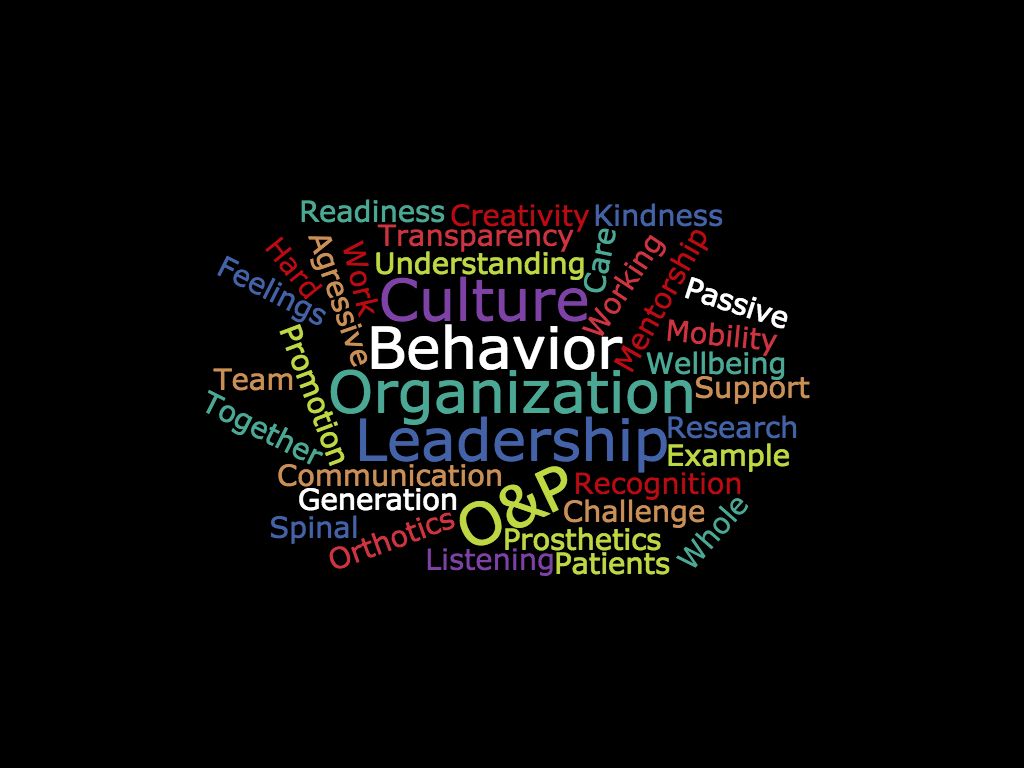 Readiness
Creativity
Kindness
Transparency
Care
Working
Mentorship
Hard
Agressive
Work
Understanding
Feelings
Culture
Passive
Promotion
Behavior
Mobility
Wellbeing
Team
Organization
Support
Together
Leadership
Research
Example
Communication
O&P
Recognition
Generation
Challenge
Whole
Spinal
Orthotics
Prosthetics
Listening
Patients